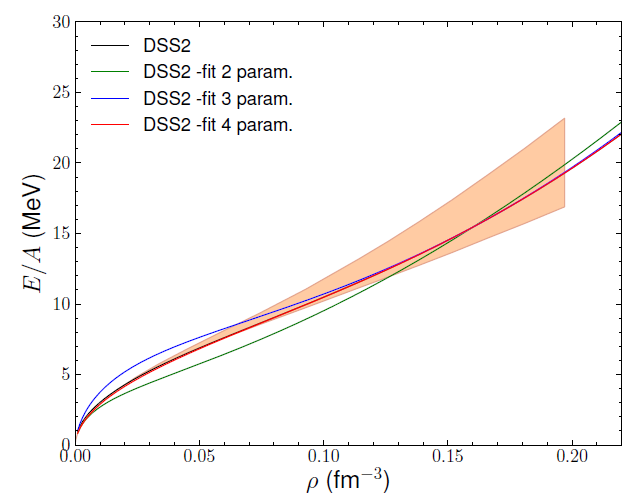 30
25
20
15
10
5
0
DSS2
DSS2 -fit 2 param.
DSS2 -fit 3 param.
DSS2 -fit 4 param.
E/A (MeV)
0.00 0.05 0.10 0.15 0.20
ρ (fm⁻³)